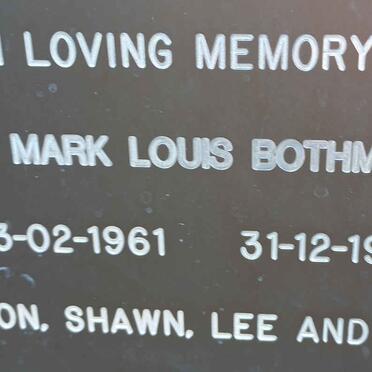 LOVING MEMORY
MARK LOUIS BOTHM
3-02-1961 31-12-19
ON, SHAWN, LEE AND